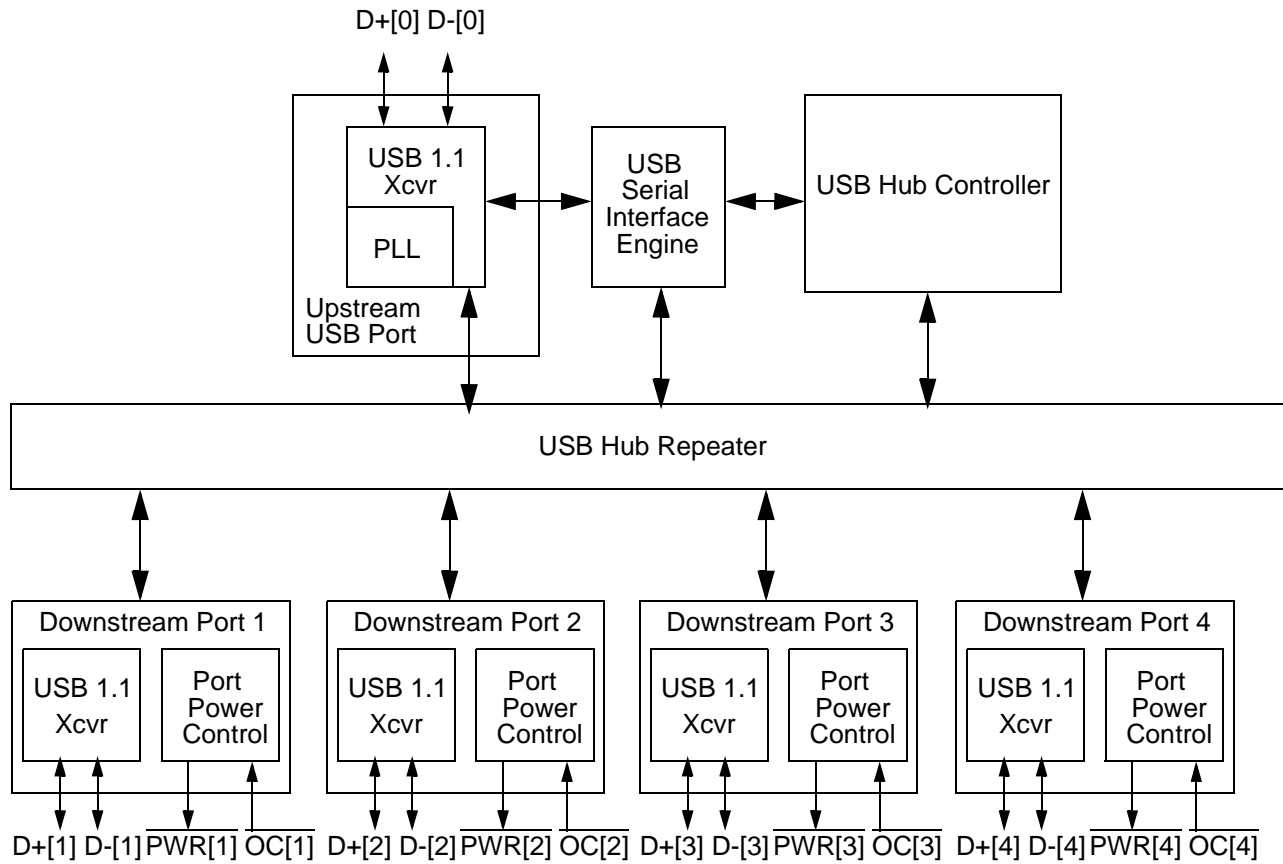 D+[0] D-[0]
USB 1.1
Xcvr
PLL
Upstream
USB Port
USB
Serial
Interface
Engine
USB Hub Controller
USB Hub Repeater
Downstream Port 1
USB 1.1
Xcvr
Port
Power
Control
D+[1] D-[1] PWR[1] OC[1]
Downstream Port 2
USB 1.1
Xcvr
Port
Power
Control
D+[2] D-[2] PWR[2] OC[2]
Downstream Port 3
USB 1.1
Xcvr
Port
Power
Control
D+[3] D-[3] PWR[3] OC[3]
Downstream Port 4
USB 1.1
Xcvr
Port
Power
Control
D+[4] D-[4] PWR[4] OC[4]